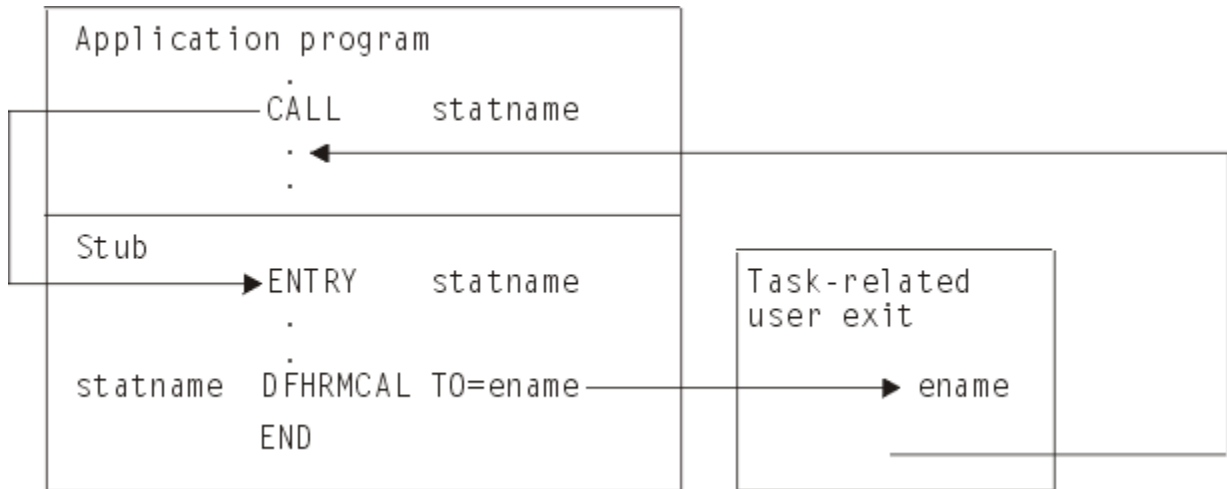 Application program
.
CALL statname
.
.
Stub
ENTRY statname
.
.
statname DFHRMCAL TO=ename
END
Task-related
user exit
ename